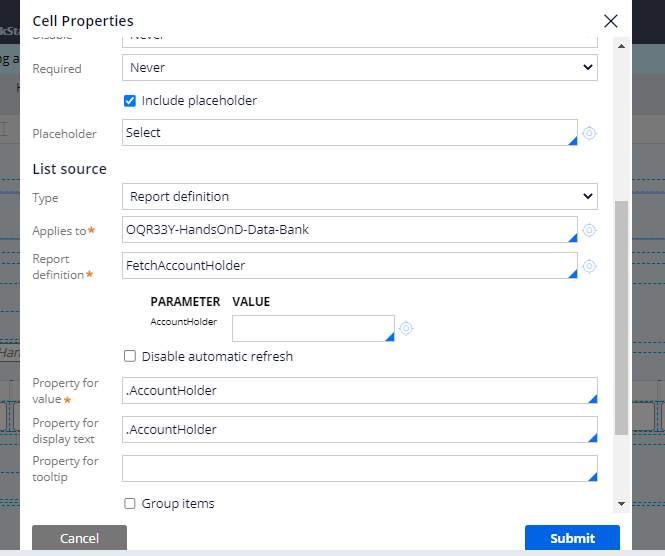 Cell Properties
Required
Never
Include placeholder
Placeholder
Select
List source
Type
Report definition
Applies to*
OQR33Y-HandsOnD-Data-Bank
Report
definition*
FetchAccountHolder
PARAMETER VALUE
AccountHolder
Disable automatic refresh
Property for
value*
.AccountHolder
Property for
display text
.AccountHolder
Property for
tooltip
Group items
Cancel
Submit